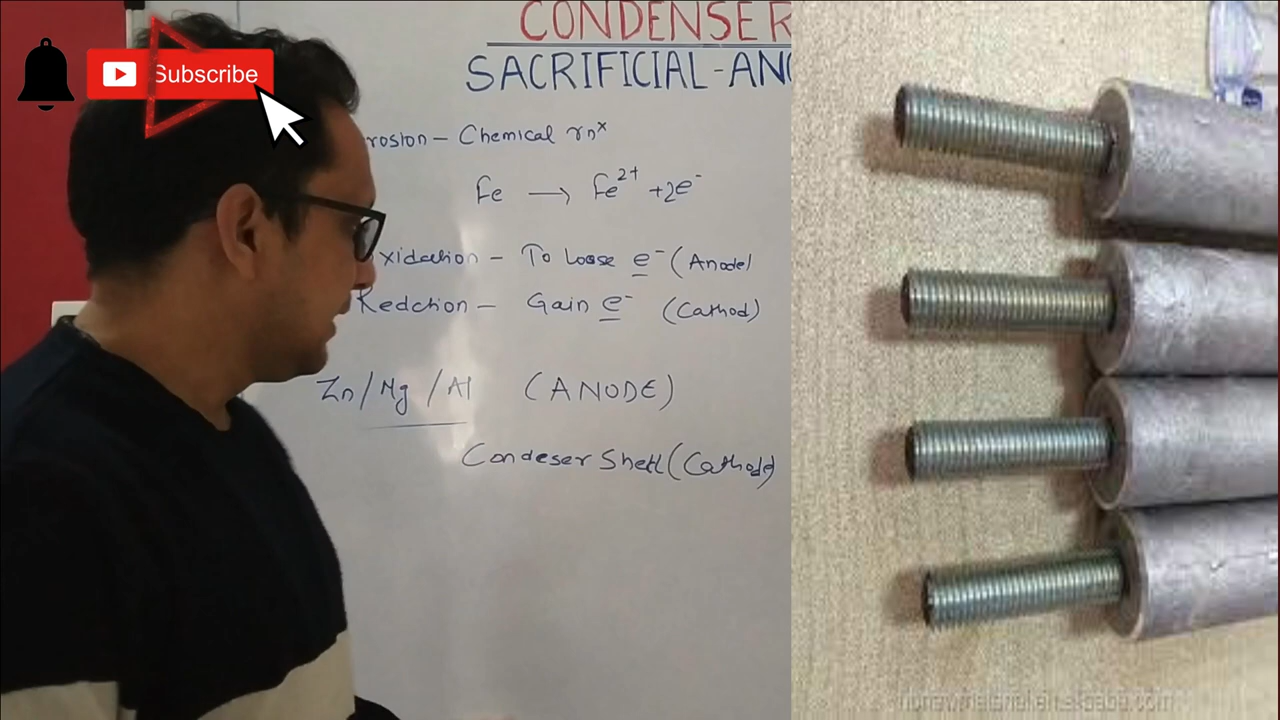 Subscribe
CONDENSER
SACRIFICIAL-ANO
rosion - Chemical rnx
Fe → Fe2+ +2e-
xidation - To loose e- (Anode)
Redction - Gain e- (Cathod)
Zn/Mg/Al (ANODE)
Condeser Shell (Cathode)